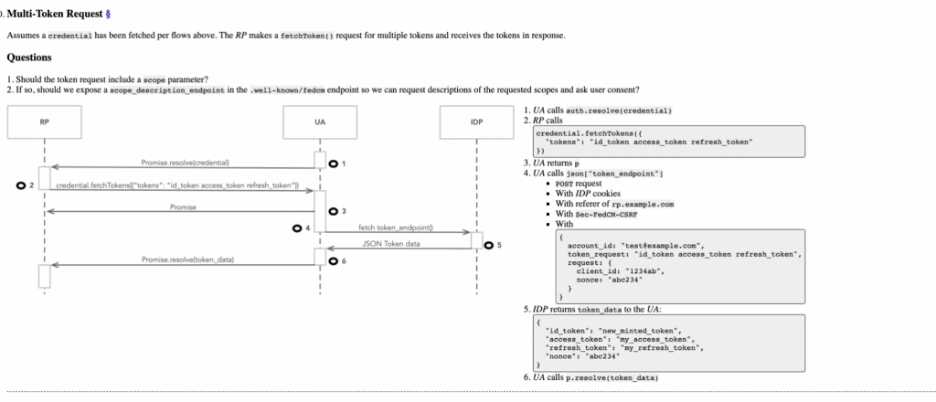 ). Multi-Token Request §
Assumes a credential has been fetched per flows above. The RP makes a fetchToken() request for multiple tokens and receives the tokens in response.
Questions
1. Should the token request include a scope parameter?
2. If so, should we expose a scope_description_endpoint in the .well-known/fedcm endpoint so we can request descriptions of the requested scopes and ask user consent?
RP
UA
IDP
Promise.resolve(credential)
1
2
credential.fetchTokens({"tokens": "id_token access_token refresh_token"})
Promise
3
4
fetch token_endpoint()
JSON Token data
5
Promise.resolve(token_data)
6
1. UA calls auth.resolve(credential)
2. RP calls
credential.fetchTokens({
"tokens": "id_token access_token refresh_token"
})
3. UA returns p
4. UA calls json["token_endpoint"]
▪ POST request
▪ With IDP cookies
▪ With referer of rp.example.com
▪ With Sec-FedCM-CSRF
▪ With
{
account_id: "test@example.com",
token_request: "id_token access_token refresh_token",
request: {
client_id: "1234ab",
nonce: "abc234"
}
}
5. IDP returns token_data to the UA:
{
"id_token": "new_minted_token",
"access_token": "my_access_token",
"refresh_token": "my_refresh_token",
"nonce": "abc234"
}
6. UA calls p.resolve(token_data)